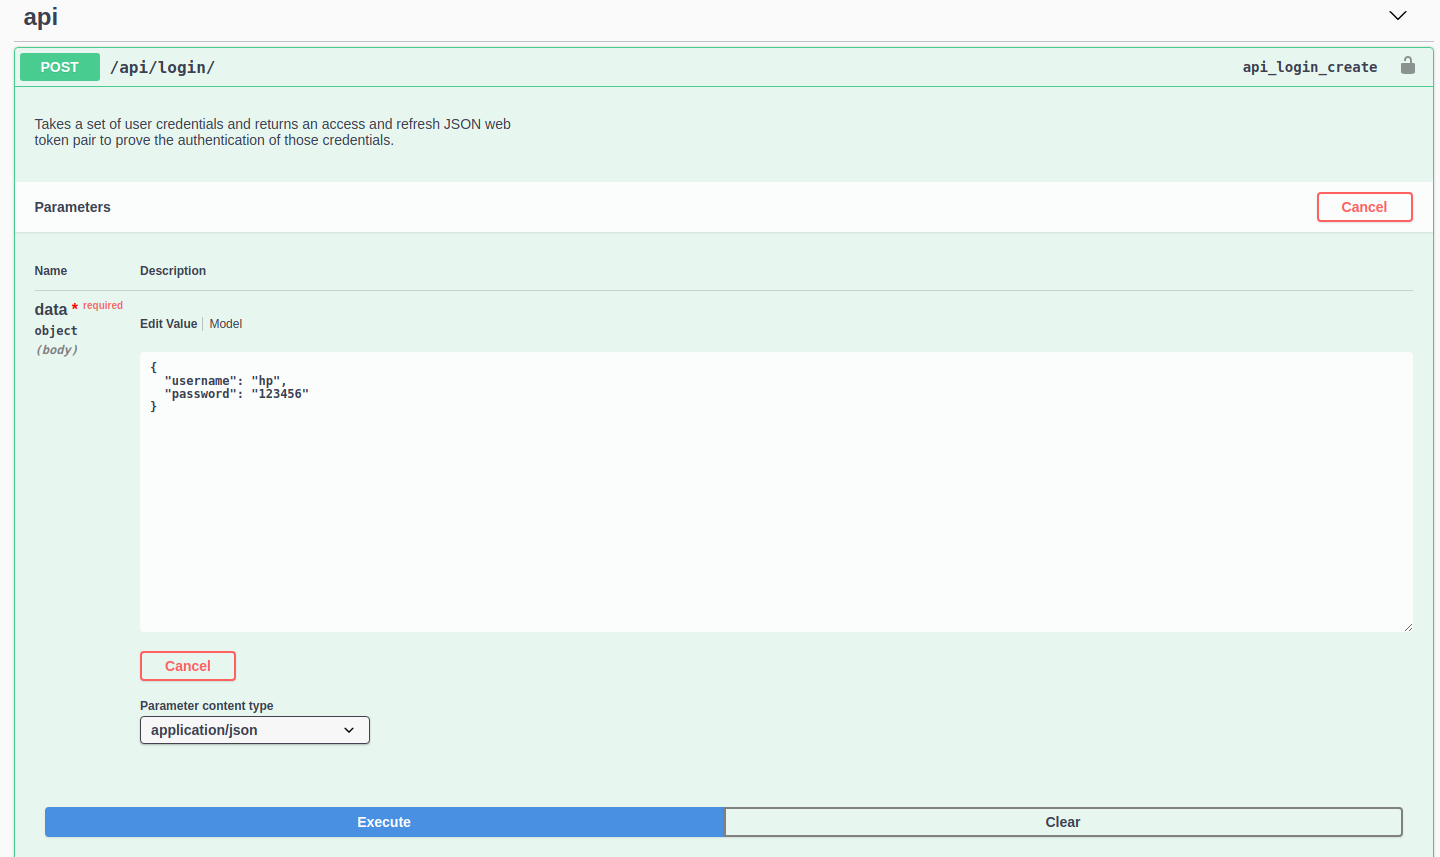 api
POST /api/login/ api_login_create
Takes a set of user credentials and returns an access and refresh JSON web
token pair to prove the authentication of those credentials.
Parameters Cancel
Name Description
data * required
object
(body)
Edit Value Model
{
  "username": "hp",
  "password": "123456"
}
Cancel
Parameter content type
application/json
Execute Clear